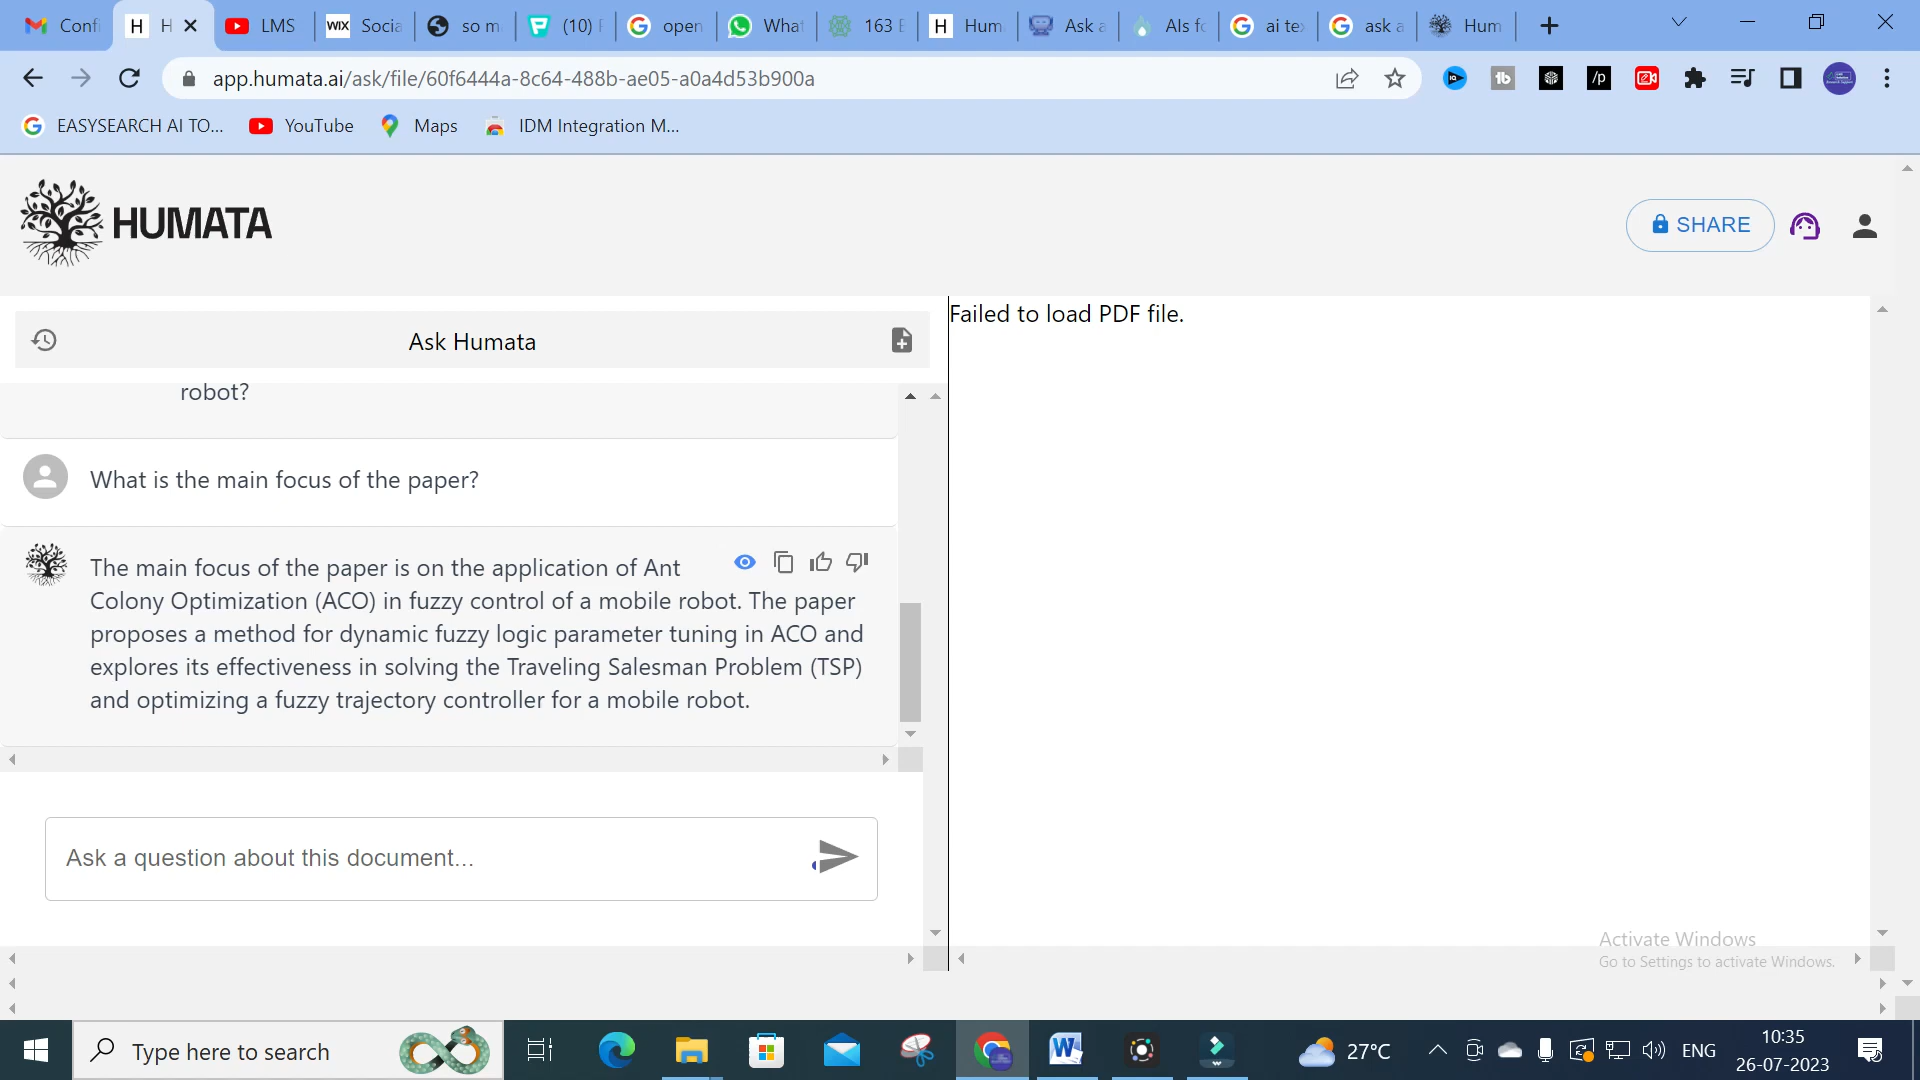 Confi
H
LMS
WIX Socia
so m
(10) F
open
What
163 E
H Hum
Ask a
AIs fo
ai tex
ask a
Hum
app.humata.ai/ask/file/60f6444a-8c64-488b-ae05-a0a4d53b900a
EASYSEARCH AI TO...
YouTube
Maps
IDM Integration M...
HUMATA
SHARE
Ask Humata
Failed to load PDF file.
robot?
What is the main focus of the paper?
The main focus of the paper is on the application of Ant
Colony Optimization (ACO) in fuzzy control of a mobile robot. The paper
proposes a method for dynamic fuzzy logic parameter tuning in ACO and
explores its effectiveness in solving the Traveling Salesman Problem (TSP)
and optimizing a fuzzy trajectory controller for a mobile robot.
Ask a question about this document...
Activate Windows
Go to Settings to activate Windows.
Type here to search
27°C
ENG
10:35
26-07-2023